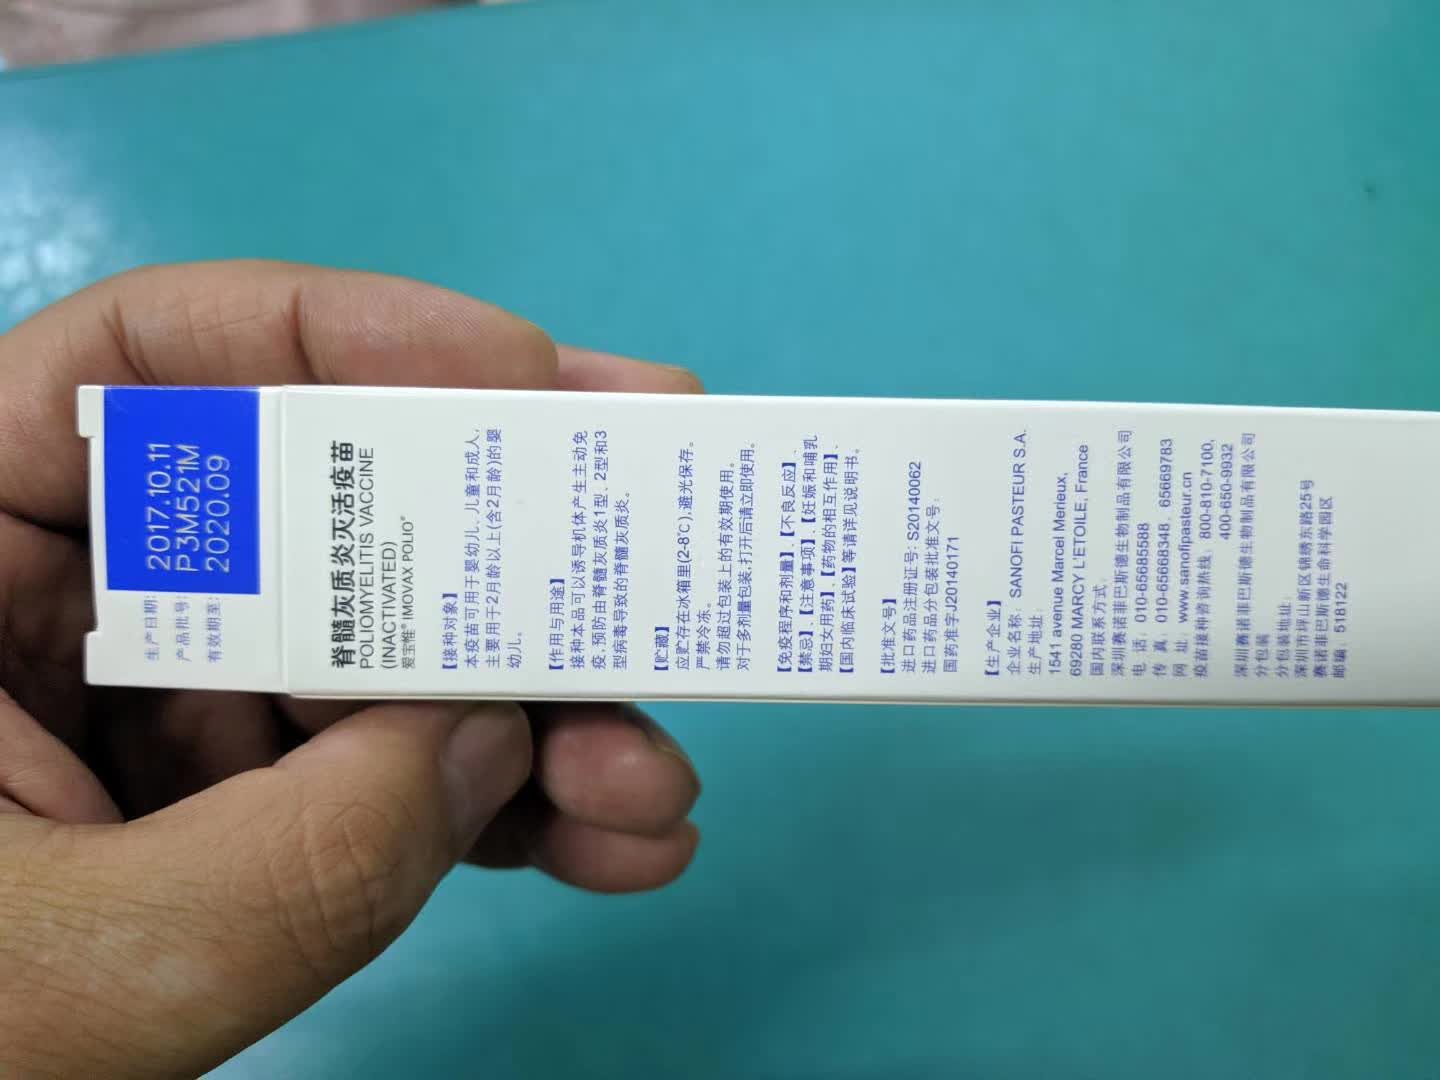 生产日期: 2017.10.11
产品批号: P3M521M
有效期至: 2020.09
脊髓灰质炎灭活疫苗
POLIOMYELITIS VACCINE
(INACTIVATED)
爱宝惟® IMOVAX POLIO®
【接种对象】
本疫苗可用于婴幼儿、儿童和成人,
主要用于2月龄以上(含2月龄)的婴
幼儿。
【作用与用途】
接种本品可以诱导机体产生主动免
疫,预防由脊髓灰质炎1型、2型和3
型病毒导致的脊髓灰质炎。
【贮藏】
应贮存在冰箱里(2-8℃),避光保存。
严禁冷冻。
请勿超过包装上的有效期使用。
对于多剂量包装,打开后请立即使用。
【免疫程序和剂量】、【不良反应】、
【禁忌】、【注意事项】、【妊娠和哺乳
期妇女用药】、【药物的相互作用】、
【国内临床试验】等请详见说明书。
【批准文号】
进口药品注册证号: S20140062
进口药品分包装批准文号:
国药准字J20140171
【生产企业】
企业名称: SANOFI PASTEUR S.A.
生产地址:
1541 avenue Marcel Merieux,
69280 MARCY L'ETOILE, France
国内联系方式:
深圳赛诺菲巴斯德生物制品有限公司
电 话: 010-65685588
传 真: 010-65668348、65669783
网 址: www.sanofipasteur.cn
疫苗接种咨询热线: 800-810-7100,
400-650-9932
深圳赛诺菲巴斯德生物制品有限公司
分包装
分包装地址:
深圳市坪山新区锦绣东路25号
赛诺菲巴斯德生命科学园区
邮编: 518122